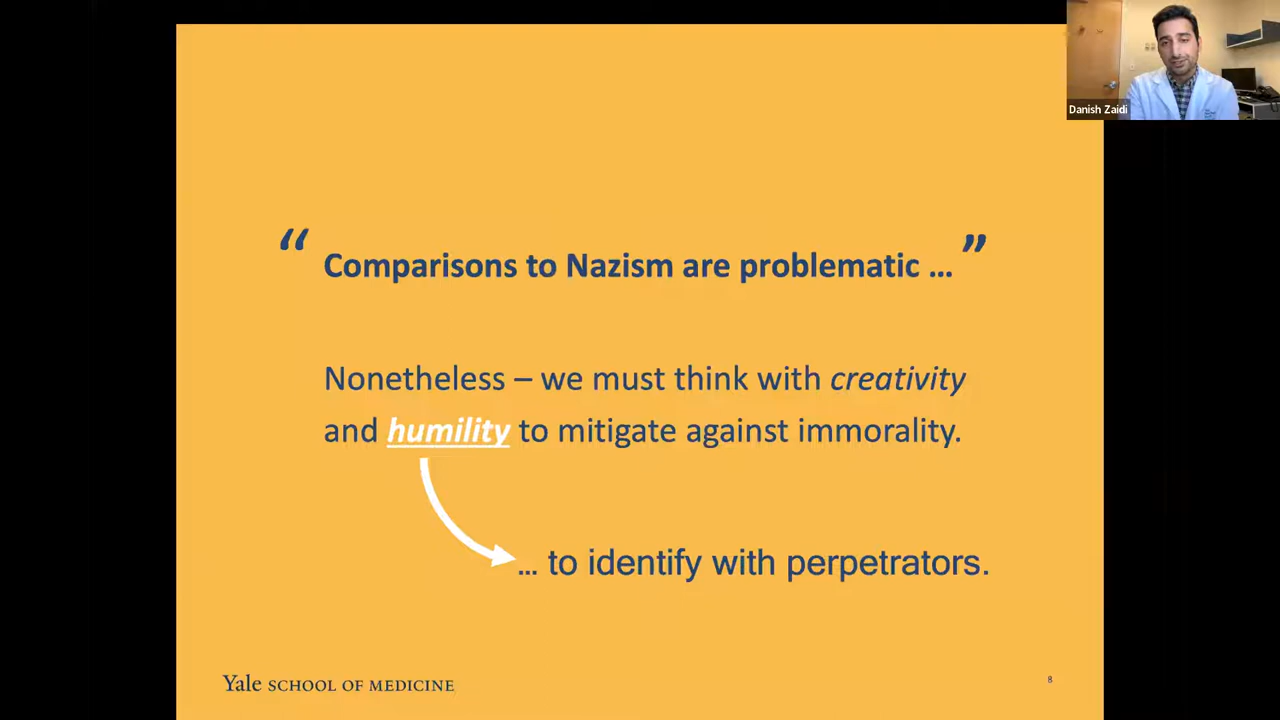 Danish Zaidi
“ Comparisons to Nazism are problematic … ”
Nonetheless – we must think with creativity
and humility to mitigate against immorality.
… to identify with perpetrators.
Yale SCHOOL OF MEDICINE
8